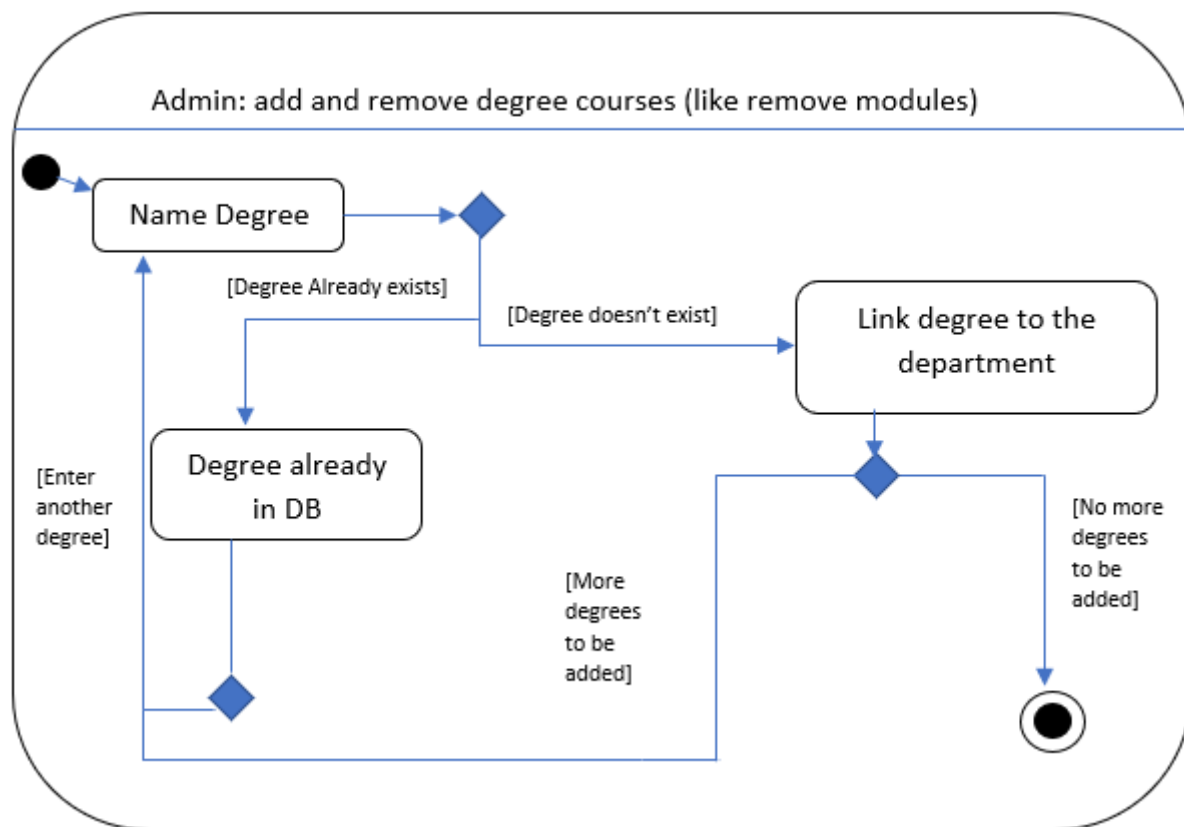 Admin: add and remove degree courses (like remove modules)
Name Degree
[Degree Already exists]
[Degree doesn't exist]
Link degree to the
department
Degree already
in DB
[Enter
another
degree]
[More
degrees
to be
added]
[No more
degrees
to be
added]